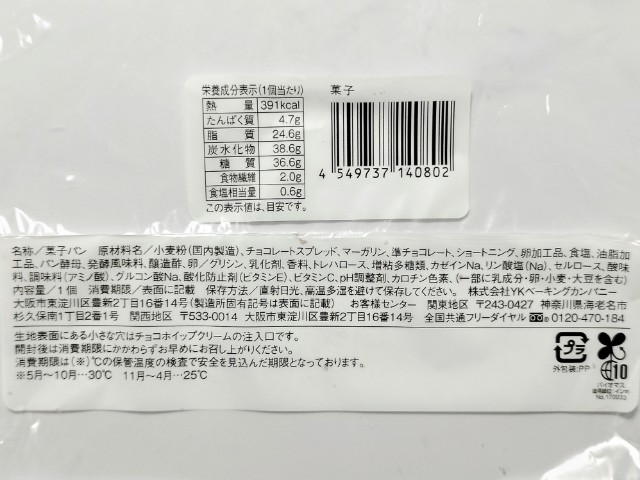 栄養成分表示(1個当たり)
熱量 391kcal
たんぱく質 4.7g
脂質 24.6g
炭水化物 38.6g
糖質 36.6g
食物繊維 2.0g
食塩相当量 0.6g
この表示値は、目安です。
菓子
4 549737 140802
名称/菓子パン 原材料名/小麦粉(国内製造)、チョコレートスプレッド、マーガリン、準チョコレート、ショートニング、卵加工品、食塩、油脂加
工品、パン酵母、発酵風味料、醸造酢、卵/グリシン、乳化剤、香料、トレハロース、増粘多糖類、カゼインNa、リン酸塩(Na)、セルロース、酸味
料、調味料(アミノ酸)、グルコン酸Na、酸化防止剤(ビタミンE)、ビタミンC、pH調整剤、カロチン色素、(一部に乳成分・卵・小麦・大豆を含む)
内容量/1個 消費期限/表面に記載 保存方法/直射日光、高温多湿を避けて保存してください。 株式会社YKベーキングカンパニー
大阪市東淀川区豊新2丁目16番14号(製造所固有記号は表面に記載) お客様センター 関東地区 〒243-0427 神奈川県海老名市
杉久保南1丁目2番1号 関西地区 〒533-0014 大阪市東淀川区豊新2丁目16番14号 全国共通フリーダイヤル 0120-470-184
生地表面にある小さな穴はチョコホイップクリームの注入口です。
開封後は消費期限にかかわらずお早めにお召し上がりください。
消費期限は(※)℃の保管温度の検査で安全を見込んだ期限となっております。
※5月〜10月…30℃ 11月〜4月…25℃
プラ
外包装:PP
10
バイオマス
No.170033